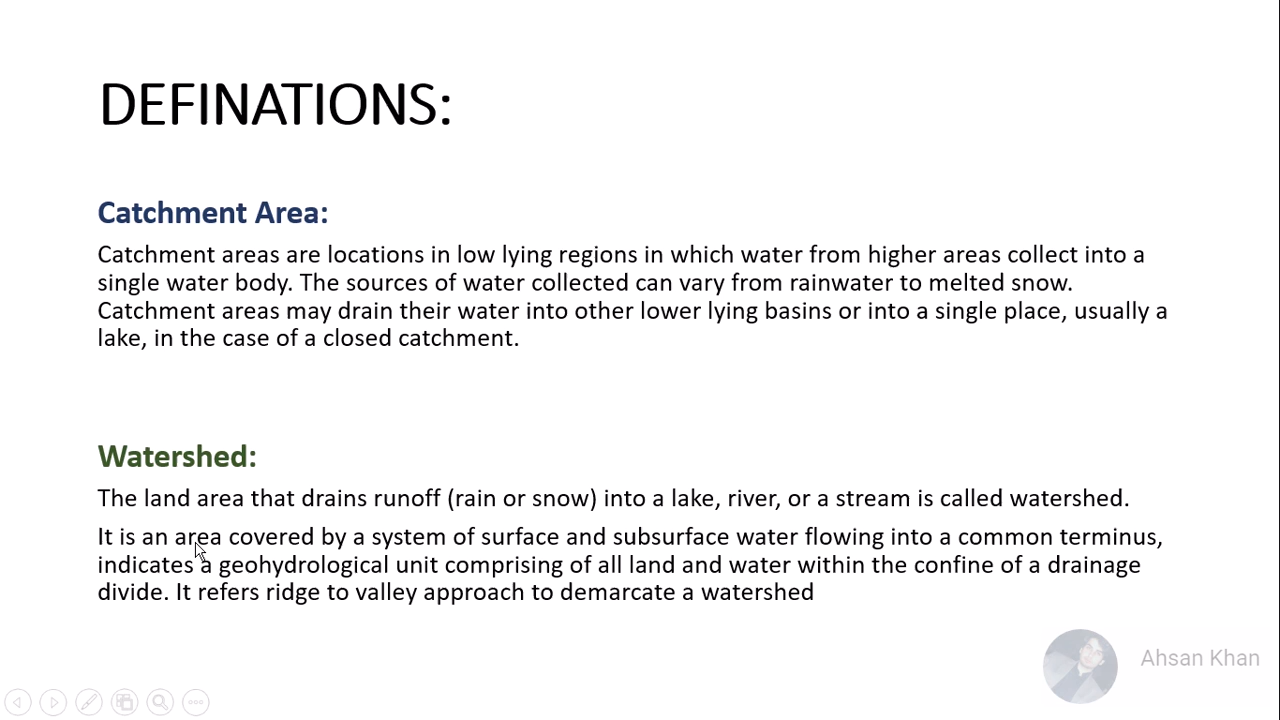 DEFINATIONS:
Catchment Area:
Catchment areas are locations in low lying regions in which water from higher areas collect into a
single water body. The sources of water collected can vary from rainwater to melted snow.
Catchment areas may drain their water into other lower lying basins or into a single place, usually a
lake, in the case of a closed catchment.
Watershed:
The land area that drains runoff (rain or snow) into a lake, river, or a stream is called watershed.
It is an area covered by a system of surface and subsurface water flowing into a common terminus,
indicates a geohydrological unit comprising of all land and water within the confine of a drainage
divide. It refers ridge to valley approach to demarcate a watershed
Ahsan Khan